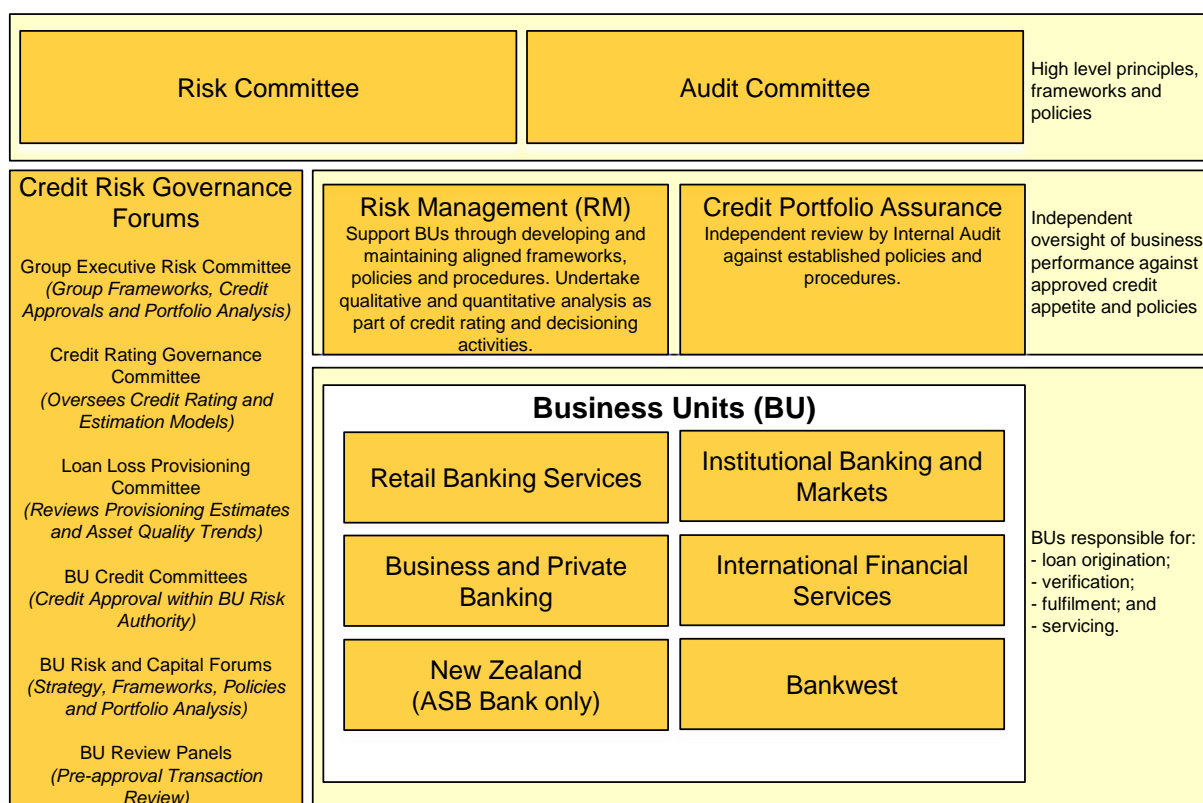 Risk Committee
Audit Committee
High level principles,
frameworks and
policies
Credit Risk Governance
Forums
Group Executive Risk Committee
(Group Frameworks, Credit
Approvals and Portfolio Analysis)
Credit Rating Governance
Committee
(Oversees Credit Rating and
Estimation Models)
Loan Loss Provisioning
Committee
(Reviews Provisioning Estimates
and Asset Quality Trends)
BU Credit Committees
(Credit Approval within BU Risk
Authority)
BU Risk and Capital Forums
(Strategy, Frameworks, Policies
and Portfolio Analysis)
BU Review Panels
(Pre-approval Transaction
Review)
Risk Management (RM)
Support BUs through developing and
maintaining aligned frameworks,
policies and procedures. Undertake
qualitative and quantitative analysis as
part of credit rating and decisioning
activities.
Credit Portfolio Assurance
Independent review by Internal Audit
against established policies and
procedures.
Independent
oversight of business
performance against
approved credit
appetite and policies
Business Units (BU)
Retail Banking Services
Institutional Banking and
Markets
Business and Private
Banking
International Financial
Services
New Zealand
(ASB Bank only)
Bankwest
BUs responsible for:
- loan origination;
- verification;
- fulfilment; and
- servicing.